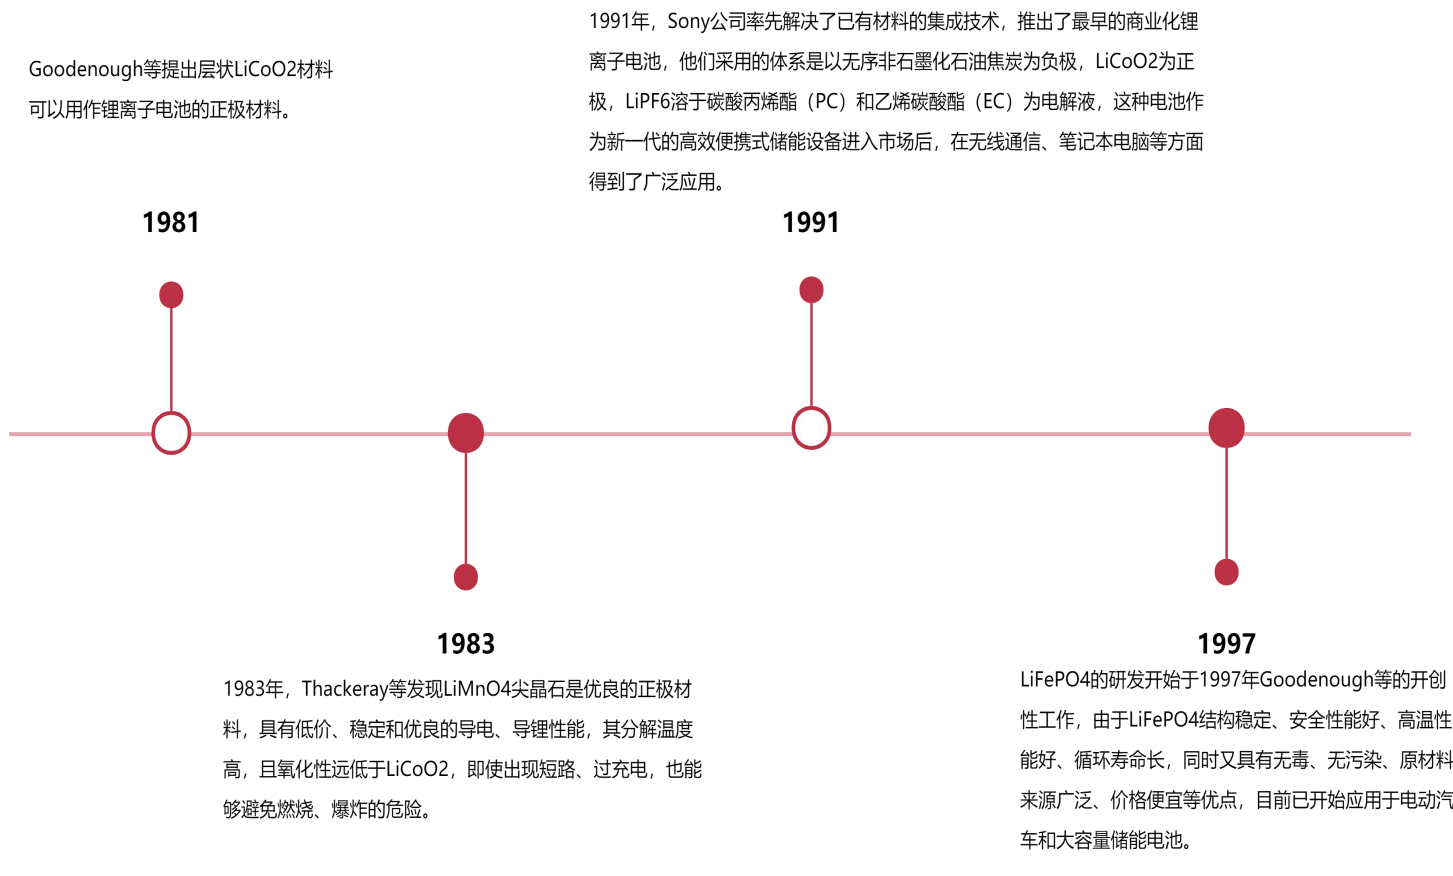 Goodenough等提出层状LiCoO2材料
可以用作锂离子电池的正极材料。
1981
1991年，Sony公司率先解决了已有材料的集成技术，推出了最早的商业化锂
离子电池，他们采用的体系是以无序非石墨化石油焦炭为负极，LiCoO2为正
极，LiPF6溶于碳酸丙烯酯（PC）和乙烯碳酸酯（EC）为电解液，这种电池作
为新一代的高效便携式储能设备进入市场后，在无线通信、笔记本电脑等方面
得到了广泛应用。
1991
1983
1983年，Thackeray等发现LiMnO4尖晶石是优良的正极材
料，具有低价、稳定和优良的导电、导锂性能，其分解温度
高，且氧化性远低于LiCoO2，即使出现短路、过充电，也能
够避免燃烧、爆炸的危险。
1997
LiFePO4的研发开始于1997年Goodenough等的开创
性工作，由于LiFePO4结构稳定、安全性能好、高温性
能好、循环寿命长，同时又具有无毒、无污染、原材料
来源广泛、价格便宜等优点，目前已开始应用于电动汽
车和大容量储能电池。